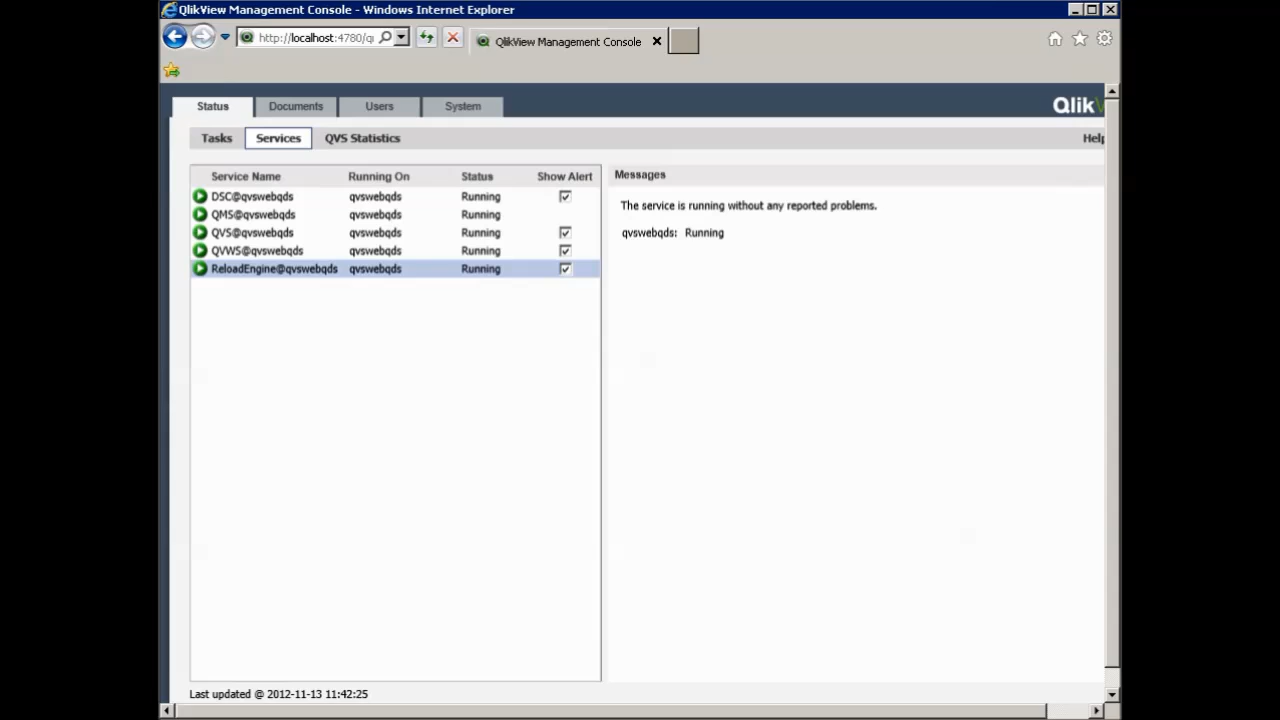 QlikView Management Console - Windows Internet Explorer
http://localhost:4780/q
QlikView Management Console
Status Documents Users System
Qlik
Tasks Services QVS Statistics Help
Service Name Running On Status Show Alert
DSC@qvswebqds qvswebqds Running
QMS@qvswebqds qvswebqds Running
QVS@qvswebqds qvswebqds Running
QVWS@qvswebqds qvswebqds Running
ReloadEngine@qvswebqds qvswebqds Running
Messages
The service is running without any reported problems.
qvswebqds: Running
Last updated @ 2012-11-13 11:42:25